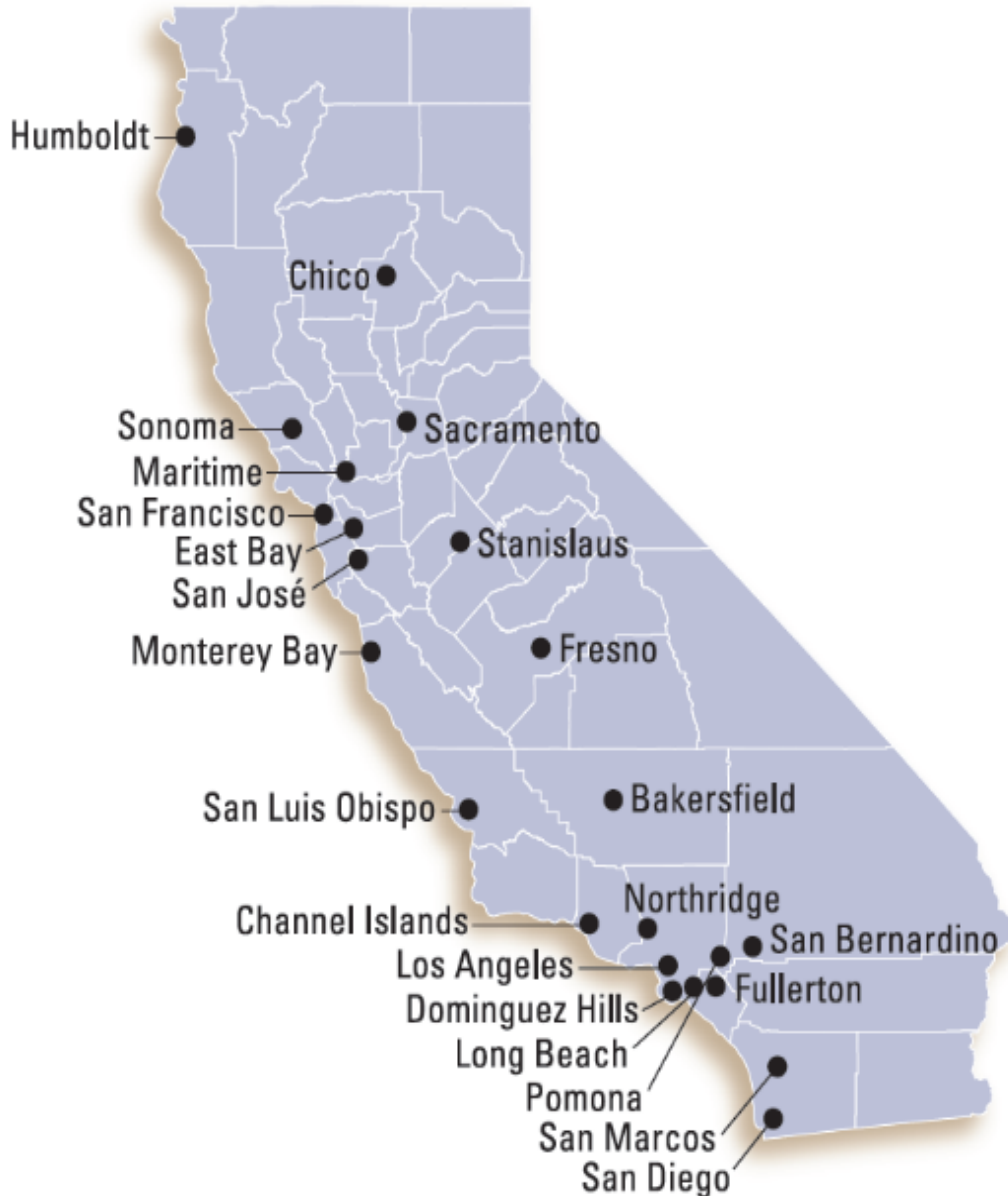 Humboldt
Chico
Sonoma
Sacramento
Maritime
San Francisco
East Bay
Stanislaus
San José
Monterey Bay
Fresno
San Luis Obispo
Bakersfield
Northridge
Channel Islands
San Bernardino
Los Angeles
Dominguez Hills
Fullerton
Long Beach
Pomona
San Marcos
San Diego